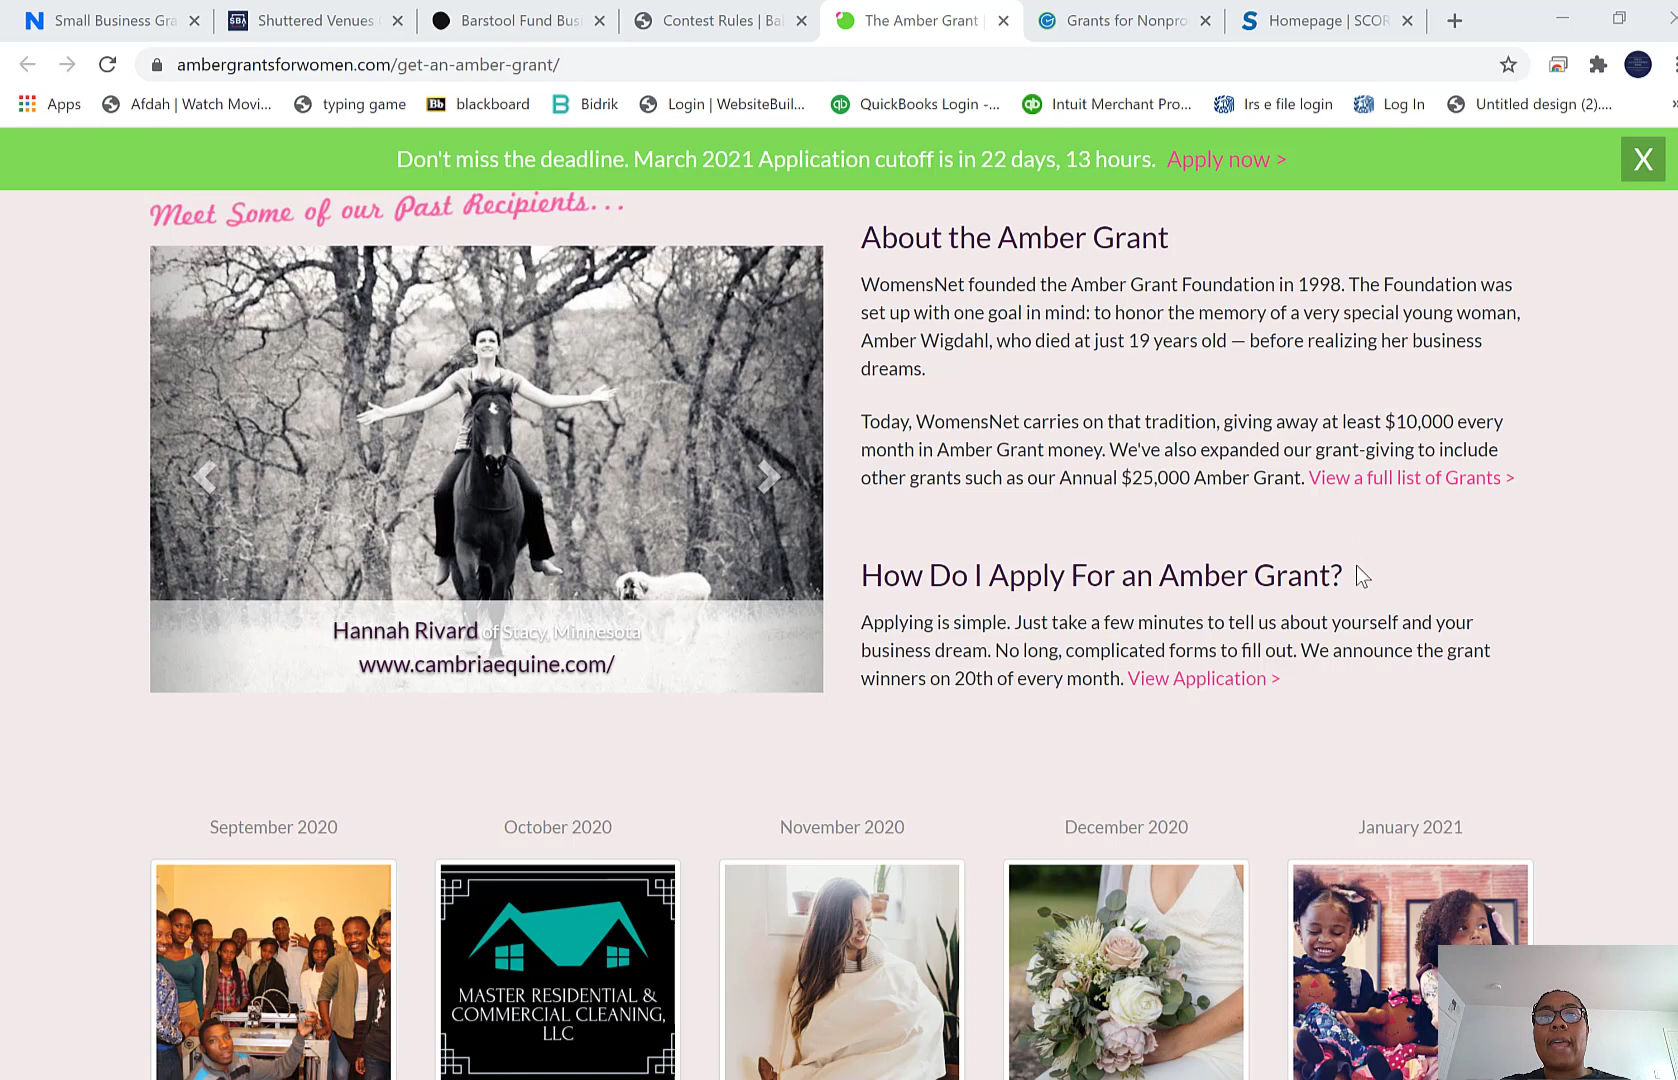 Small Business Gra
Shuttered Venues
Barstool Fund Bus
Contest Rules | Ba
The Amber Grant |
Grants for Nonpro
Homepage | SCOR
ambergrantsforwomen.com/get-an-amber-grant/
Apps
Afdah | Watch Movi...
typing game
Bb blackboard
Bidrik
Login | WebsiteBuil...
qb QuickBooks Login -...
qb Intuit Merchant Pro...
Irs e file login
Log In
Untitled design (2)....
Don't miss the deadline. March 2021 Application cutoff is in 22 days, 13 hours. Apply now >
X
Meet Some of our Past Recipients...
Hannah Rivard of Stacy, Minnesota
www.cambriaequine.com/
About the Amber Grant
WomensNet founded the Amber Grant Foundation in 1998. The Foundation was
set up with one goal in mind: to honor the memory of a very special young woman,
Amber Wigdahl, who died at just 19 years old — before realizing her business
dreams.
Today, WomensNet carries on that tradition, giving away at least $10,000 every
month in Amber Grant money. We've also expanded our grant-giving to include
other grants such as our Annual $25,000 Amber Grant. View a full list of Grants >
How Do I Apply For an Amber Grant?
Applying is simple. Just take a few minutes to tell us about yourself and your
business dream. No long, complicated forms to fill out. We announce the grant
winners on 20th of every month. View Application >
September 2020
October 2020
November 2020
December 2020
January 2021
MASTER RESIDENTIAL &
COMMERCIAL CLEANING,
LLC